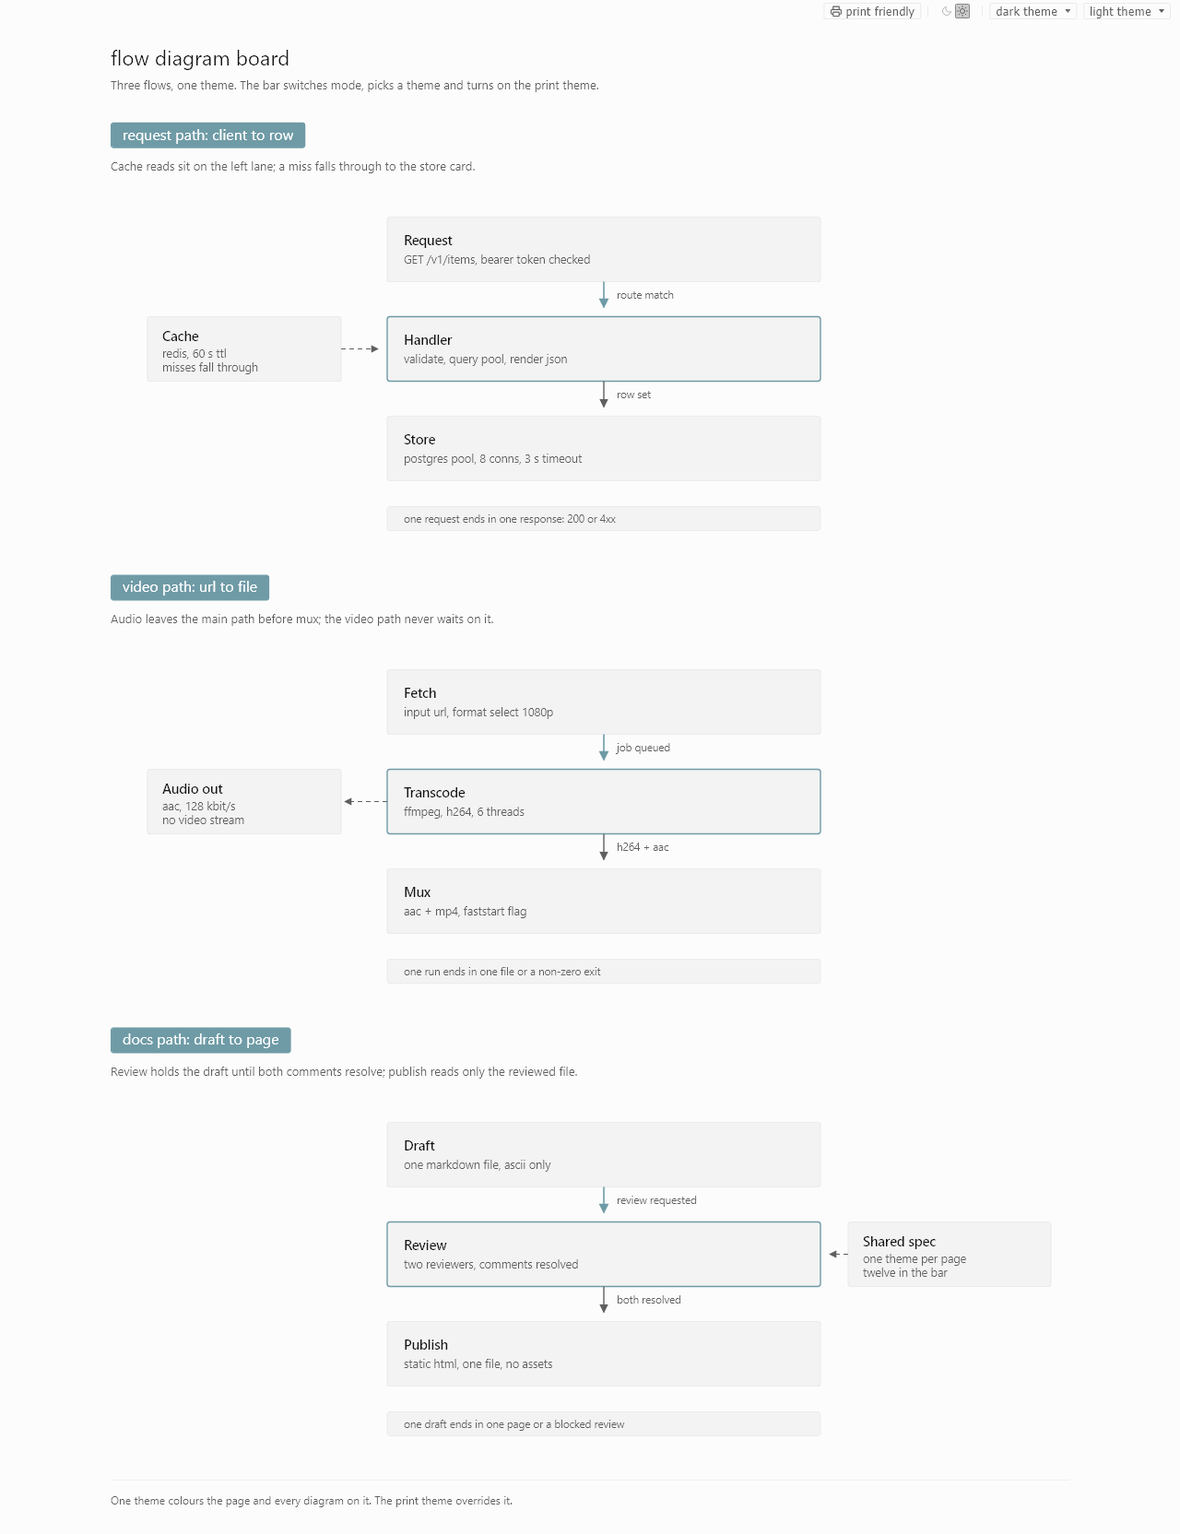 print friendly
dark theme
light theme
flow diagram board
Three flows, one theme. The bar switches mode, picks a theme and turns on the print theme.
request path: client to row
Cache reads sit on the left lane; a miss falls through to the store card.
Request
GET /v1/items, bearer token checked
route match
Cache
redis, 60 s ttl
misses fall through
Handler
validate, query pool, render json
row set
Store
postgres pool, 8 conns, 3 s timeout
one request ends in one response: 200 or 4xx
video path: url to file
Audio leaves the main path before mux; the video path never waits on it.
Fetch
input url, format select 1080p
job queued
Audio out
aac, 128 kbit/s
no video stream
Transcode
ffmpeg, h264, 6 threads
h264 + aac
Mux
aac + mp4, faststart flag
one run ends in one file or a non-zero exit
docs path: draft to page
Review holds the draft until both comments resolve; publish reads only the reviewed file.
Draft
one markdown file, ascii only
review requested
Review
two reviewers, comments resolved
Shared spec
one theme per page
twelve in the bar
both resolved
Publish
static html, one file, no assets
one draft ends in one page or a blocked review
One theme colours the page and every diagram on it. The print theme overrides it.